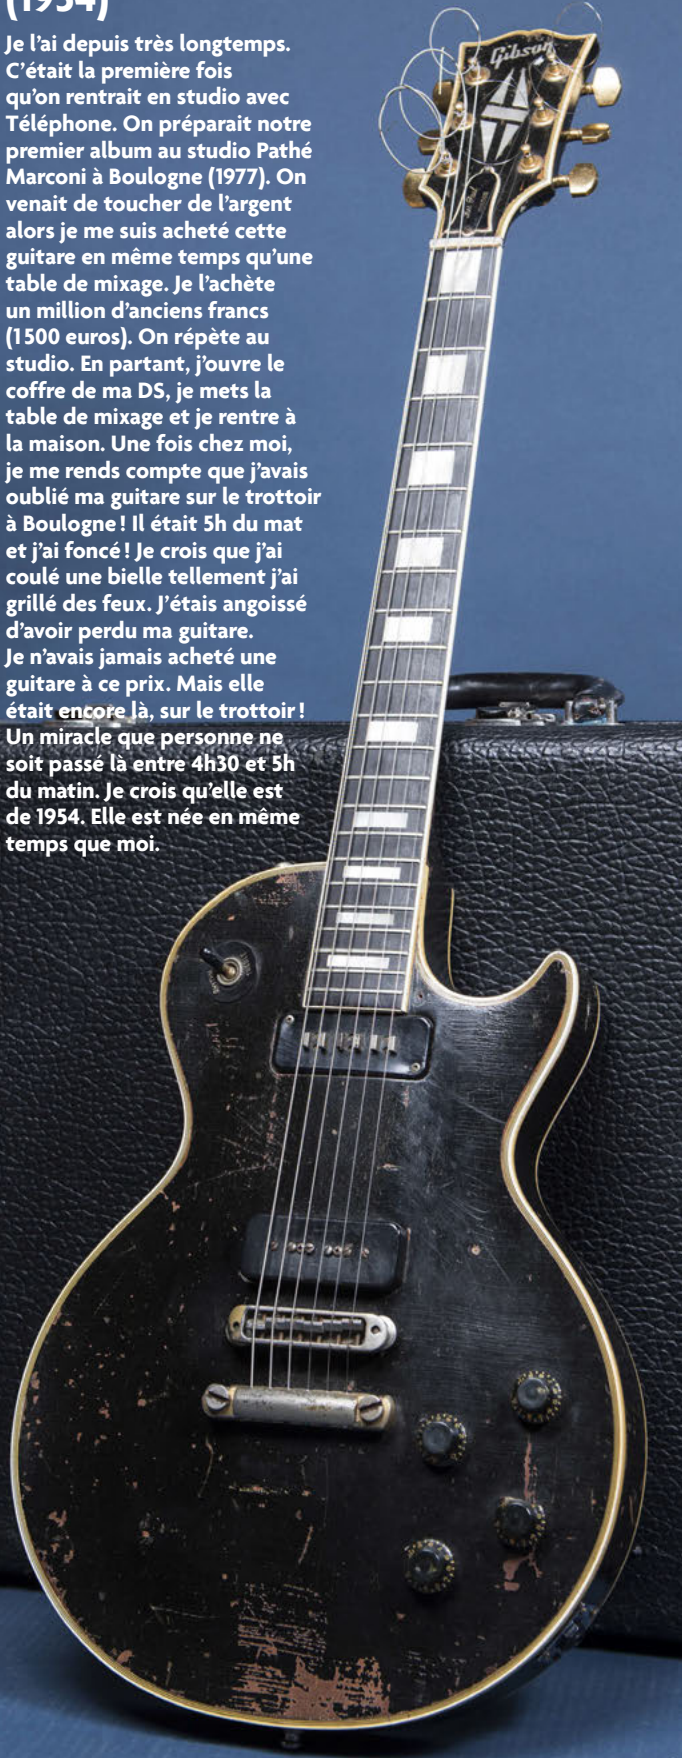 (1954)
Je l’ai depuis très longtemps.
C’était la première fois
qu’on rentrait en studio avec
Téléphone. On préparait notre
premier album au studio Pathé
Marconi à Boulogne (1977). On
venait de toucher de l’argent
alors je me suis acheté cette
guitare en même temps qu’une
table de mixage. Je l’achète
un million d’anciens francs
(1500 euros). On répète au
studio. En partant, j’ouvre le
coffre de ma DS, je mets la
table de mixage et je rentre à
la maison. Une fois chez moi,
je me rends compte que j’avais
oublié ma guitare sur le trottoir
à Boulogne ! Il était 5h du mat
et j’ai foncé ! Je crois que j’ai
coulé une bielle tellement j’ai
grillé des feux. J’étais angoissé
d’avoir perdu ma guitare.
Je n’avais jamais acheté une
guitare à ce prix. Mais elle
était encore là, sur le trottoir !
Un miracle que personne ne
soit passé là entre 4h30 et 5h
du matin. Je crois qu’elle est
de 1954. Elle est née en même
temps que moi.
Gibson